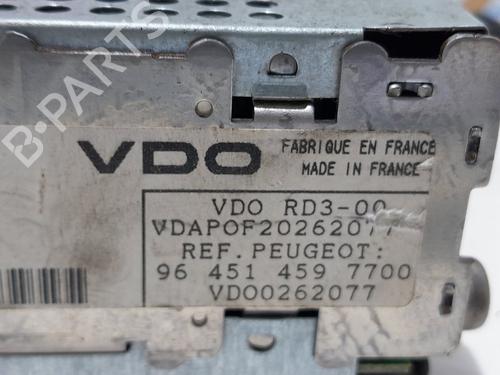 B-PARTS
VDO
FABRIQUE EN FRANCE
MADE IN FRANCE
VDO RD3-00
VDAPOF20262077
REF.PEUGEOT:
96 451 459 7700
VDO0262077